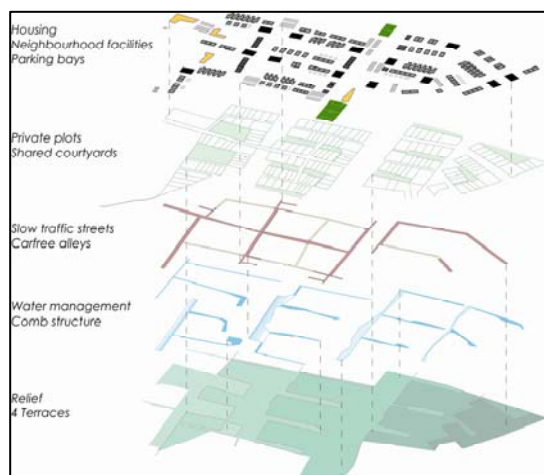 Housing
Neighbourhood facilities
Parking bays
Private plots
Shared courtyards
Slow traffic streets
Carfree alleys
Water management
Comb structure
Relief
4 Terraces